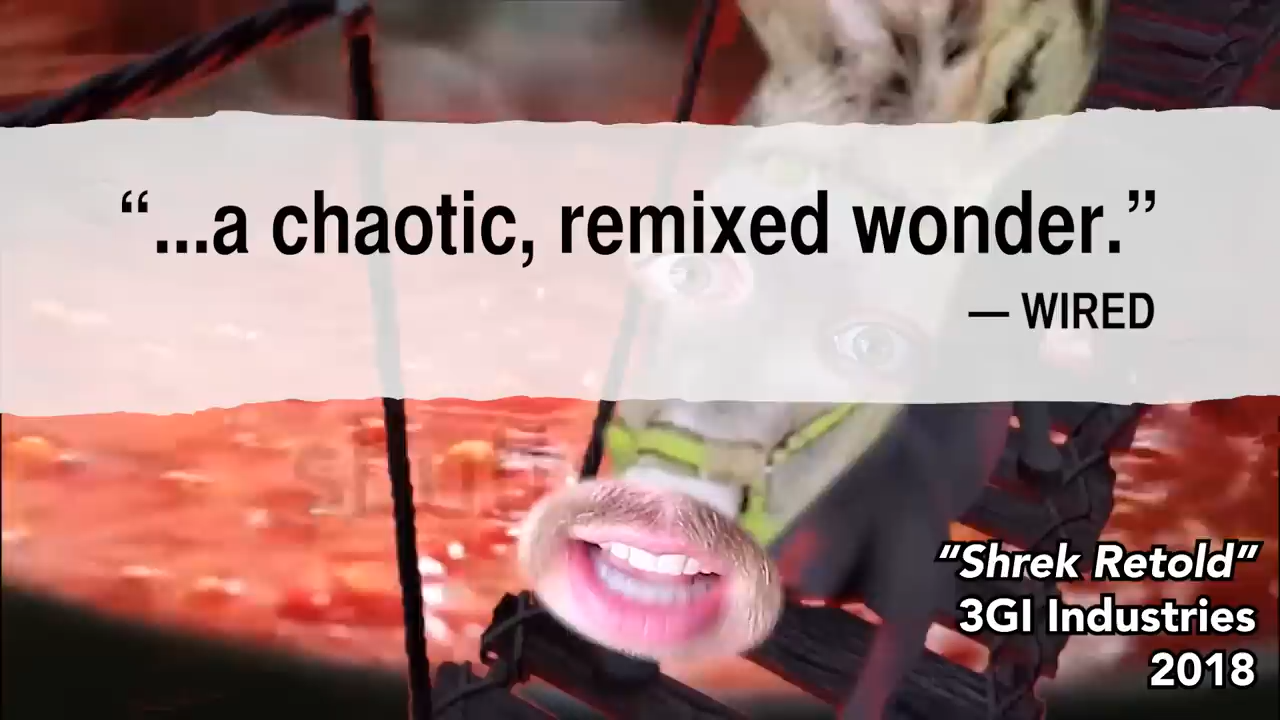 “...a chaotic, remixed wonder.”
— WIRED
“Shrek Retold”
3GI Industries
2018